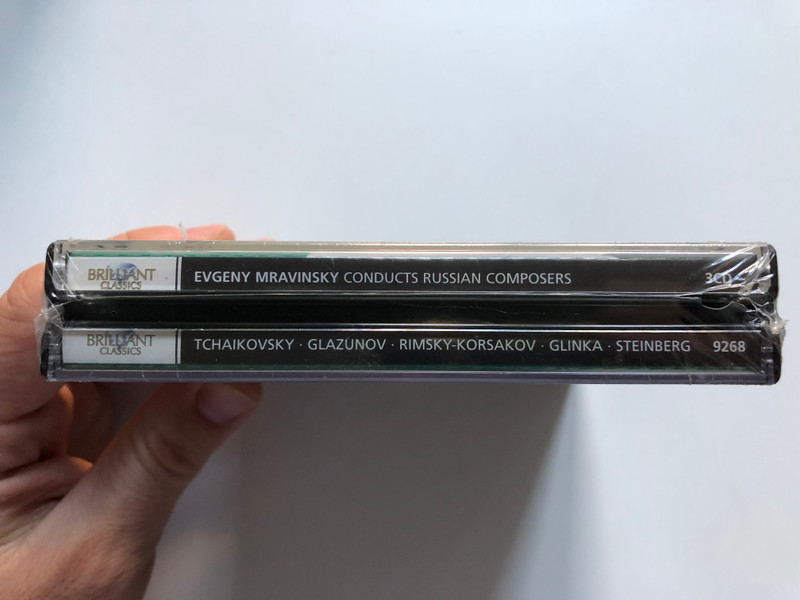 BRILLIANT
CLASSICS
EVGENY MRAVINSKY CONDUCTS RUSSIAN COMPOSERS
3CD
BRILLIANT
CLASSICS
TCHAIKOVSKY · GLAZUNOV · RIMSKY-KORSAKOV · GLINKA · STEINBERG 9268